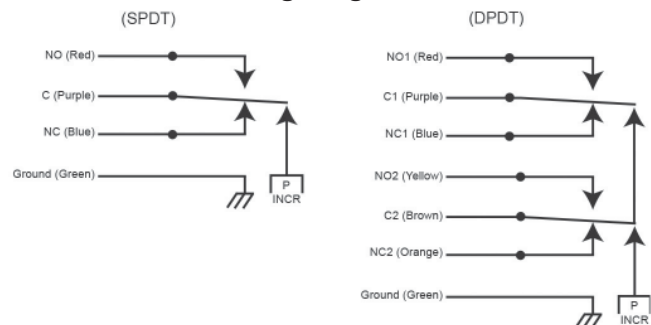 (SPDT)
NO (Red)
C (Purple)
NC (Blue)
Ground (Green)
P
INCR
(DPDT)
NO1 (Red)
C1 (Purple)
NC1 (Blue)
NO2 (Yellow)
C2 (Brown)
NC2 (Orange)
Ground (Green)
P
INCR